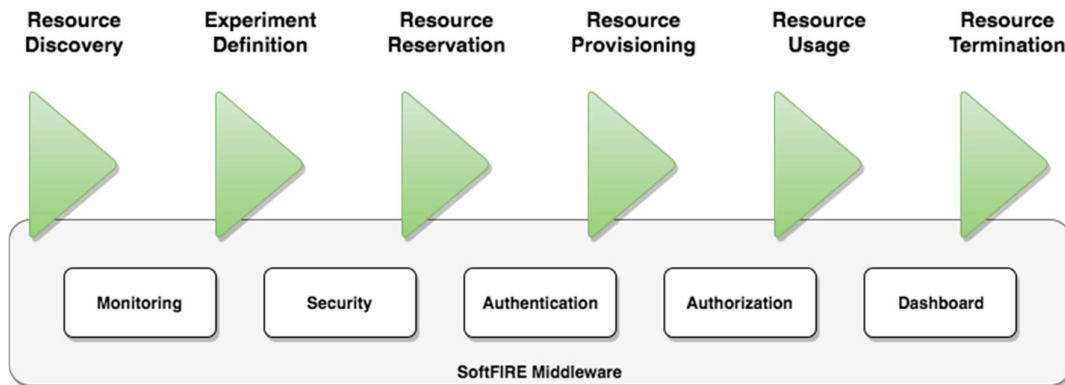 Resource
Discovery
Experiment
Definition
Resource
Reservation
Resource
Provisioning
Resource
Usage
Resource
Termination
Monitoring
Security
Authentication
Authorization
Dashboard
SoftFIRE Middleware